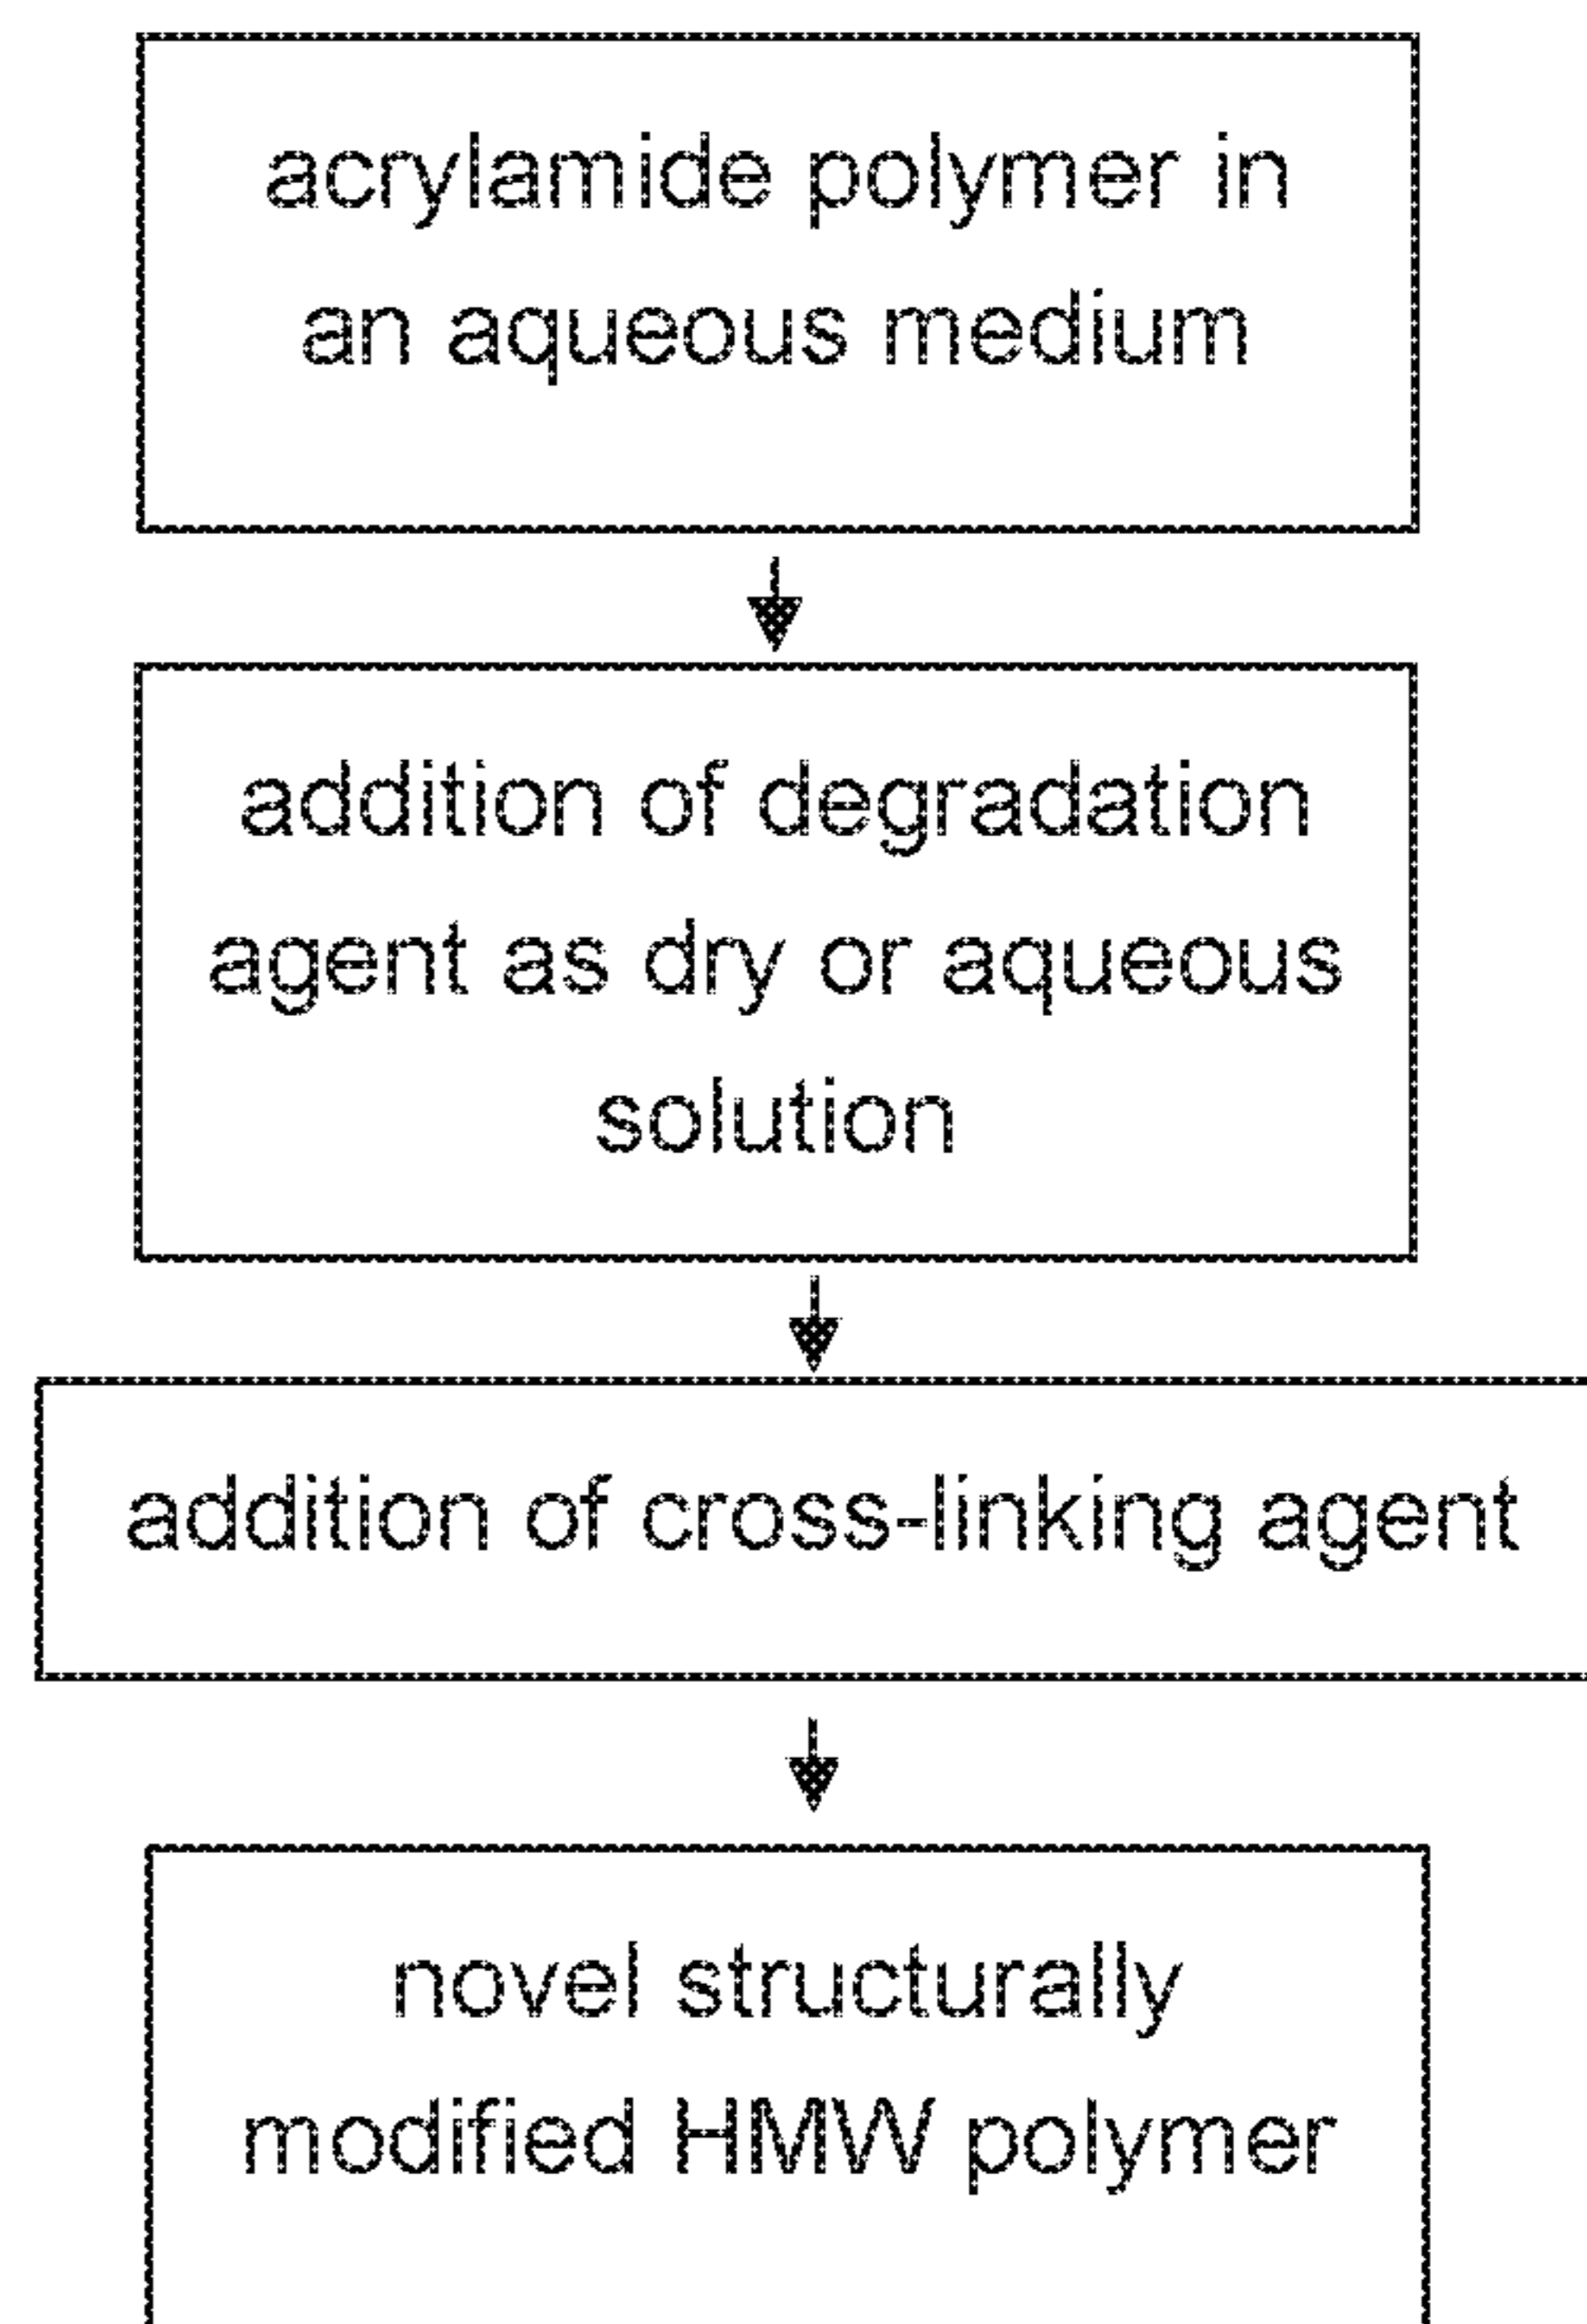 acrylamide polymer in
an aqueous medium
addition of degradation
agent as dry or aqueous
solution
addition of cross-linking agent
novel structurally
modified HMW polymer